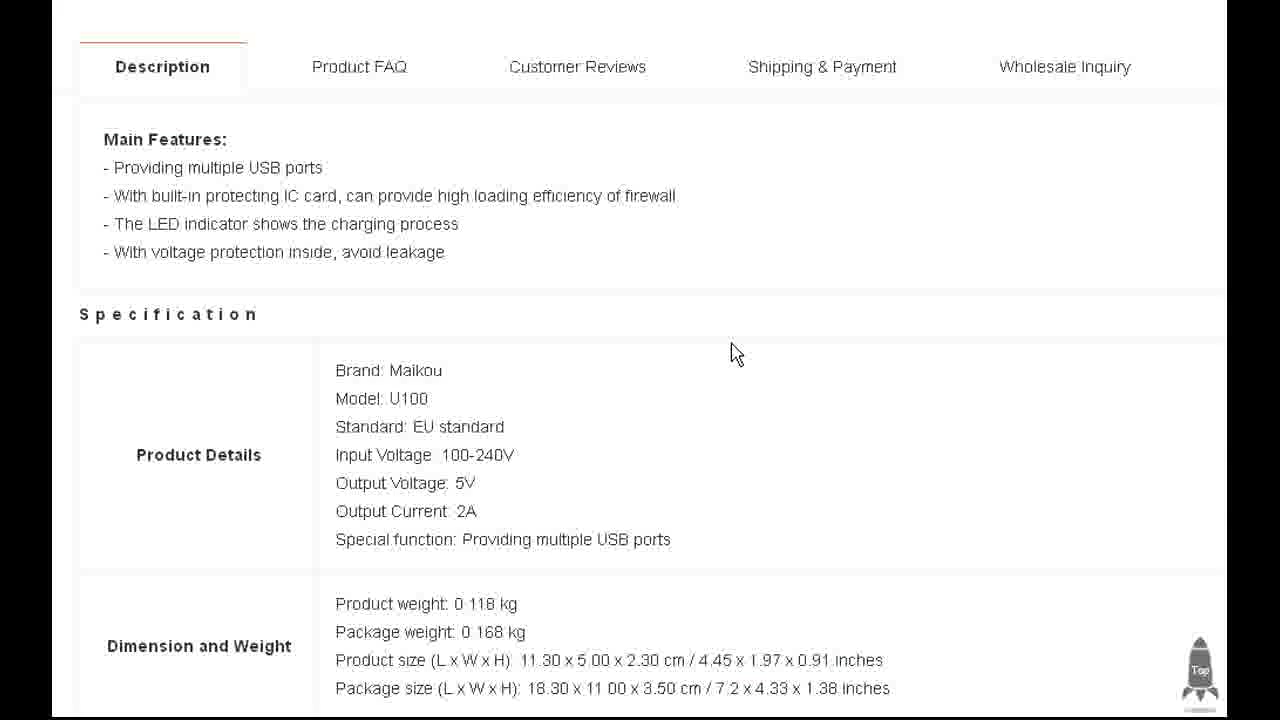 Description Product FAQ Customer Reviews Shipping & Payment Wholesale Inquiry
Main Features:
- Providing multiple USB ports
- With built-in protecting IC card, can provide high loading efficiency of firewall
- The LED indicator shows the charging process
- With voltage protection inside, avoid leakage
Specification
Product Details
Brand: Maikou
Model: U100
Standard: EU standard
Input Voltage 100-240V
Output Voltage: 5V
Output Current: 2A
Special function: Providing multiple USB ports
Dimension and Weight
Product weight: 0.118 kg
Package weight: 0.168 kg
Product size (L x W x H): 11.30 x 5.00 x 2.30 cm / 4.45 x 1.97 x 0.91 inches
Package size (L x W x H): 18.30 x 11.00 x 3.50 cm / 7.2 x 4.33 x 1.38 inches
Top